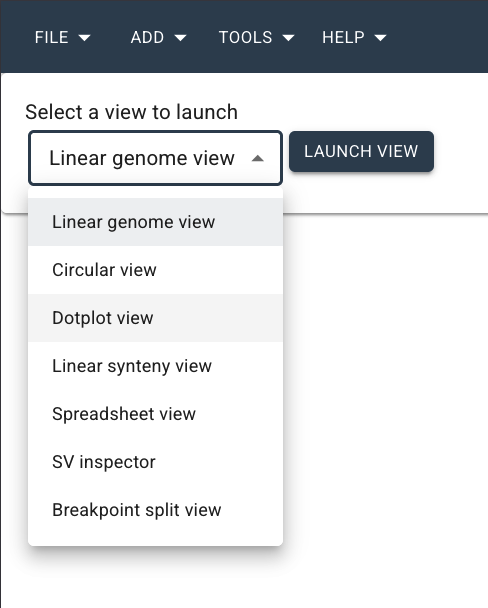 FILE ADD TOOLS HELP
Select a view to launch
Linear genome view LAUNCH VIEW
Linear genome view
Circular view
Dotplot view
Linear synteny view
Spreadsheet view
SV inspector
Breakpoint split view